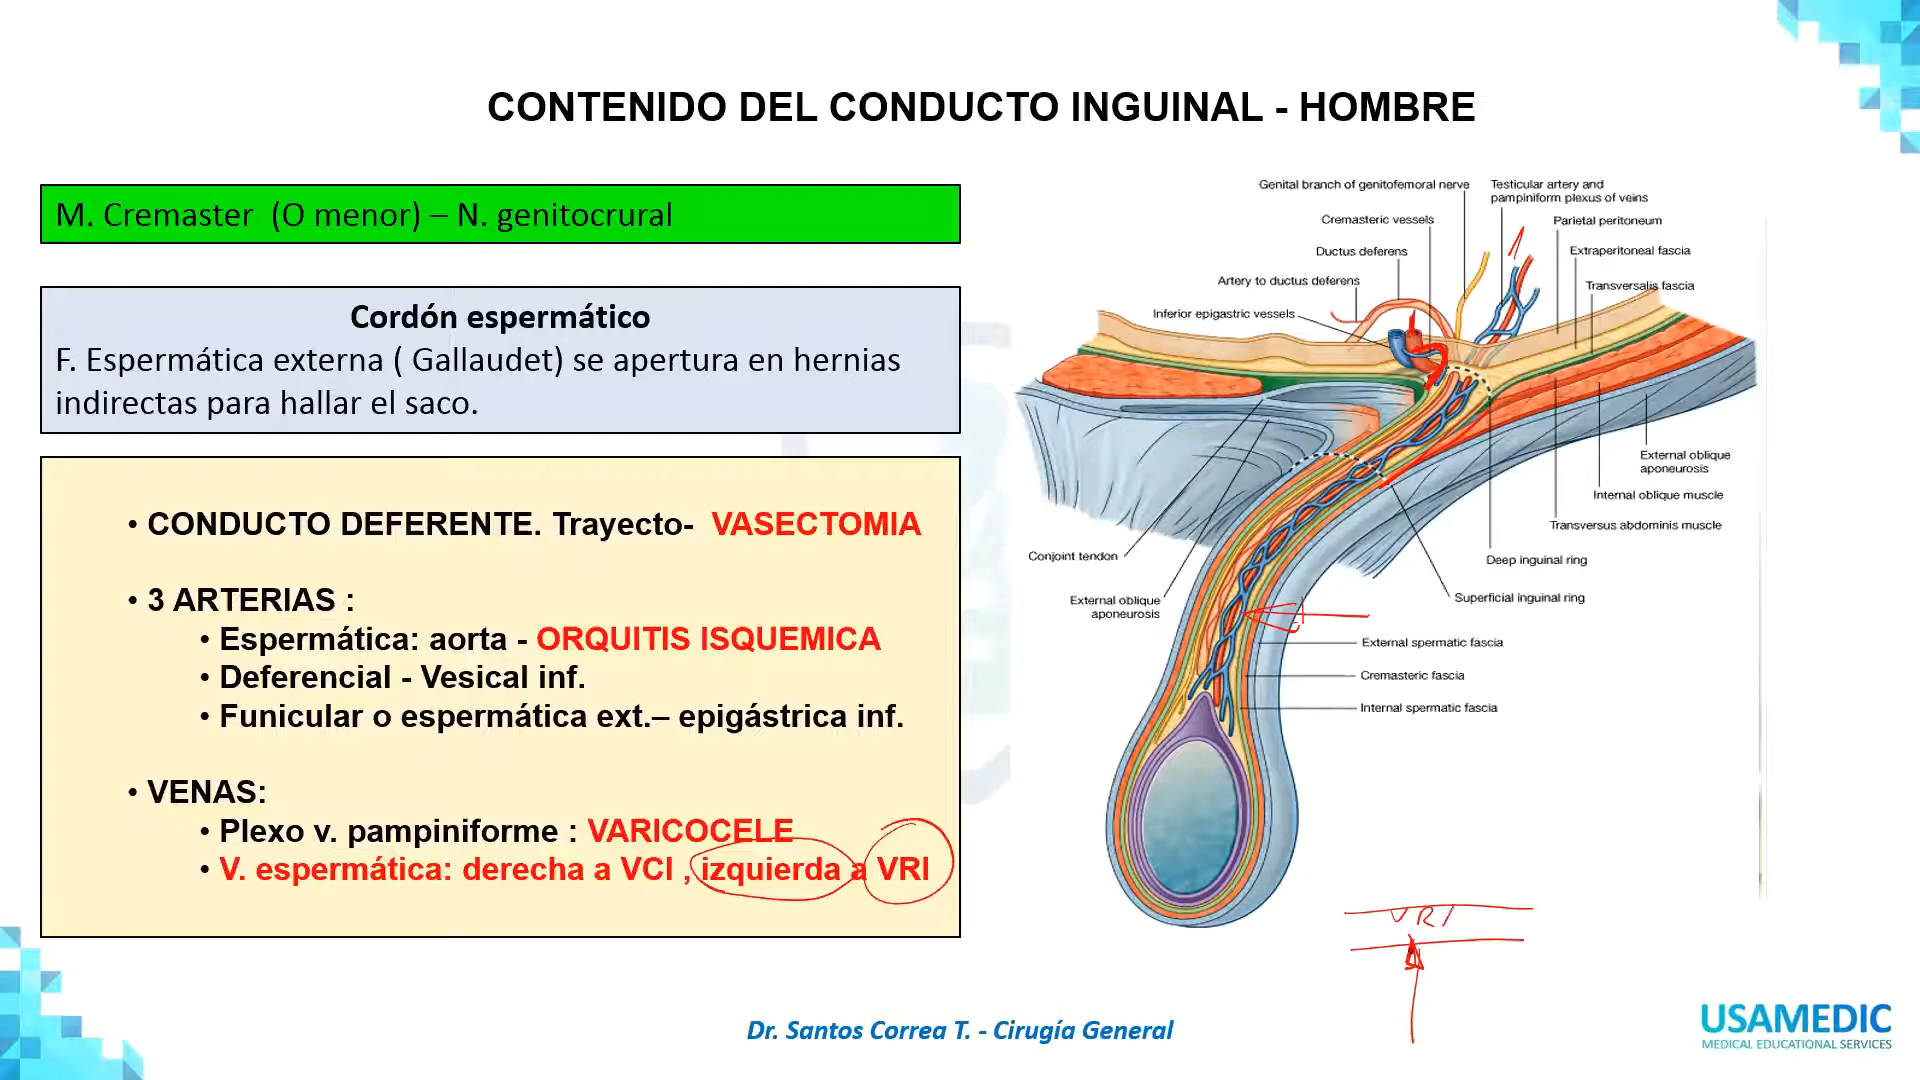 CONTENIDO DEL CONDUCTO INGUINAL - HOMBRE
M. Cremaster (O menor) – N. genitocrural
Cordón espermático
F. Espermática externa ( Gallaudet) se apertura en hernias
indirectas para hallar el saco.
• CONDUCTO DEFERENTE. Trayecto- VASECTOMIA
• 3 ARTERIAS :
• Espermática: aorta - ORQUITIS ISQUEMICA
• Deferencial - Vesical inf.
• Funicular o espermática ext.– epigástrica inf.
• VENAS:
• Plexo v. pampiniforme : VARICOCELE
• V. espermática: derecha a VCI , izquierda a VRI
Genital branch of genitofemoral nerve
Testicular artery and
pampiniform plexus of veins
Cremasteric vessels
Parietal peritoneum
Ductus deferens
Extraperitoneal fascia
Artery to ductus deferens
Transversalis fascia
Inferior epigastric vessels
External oblique
aponeurosis
Internal oblique muscle
Transversus abdominis muscle
Conjoint tendon
Deep inguinal ring
External oblique
aponeurosis
Superficial inguinal ring
External spermatic fascia
Cremasteric fascia
Internal spermatic fascia
VRI
Dr. Santos Correa T. - Cirugía General
USAMEDIC
MEDICAL EDUCATIONAL SERVICES